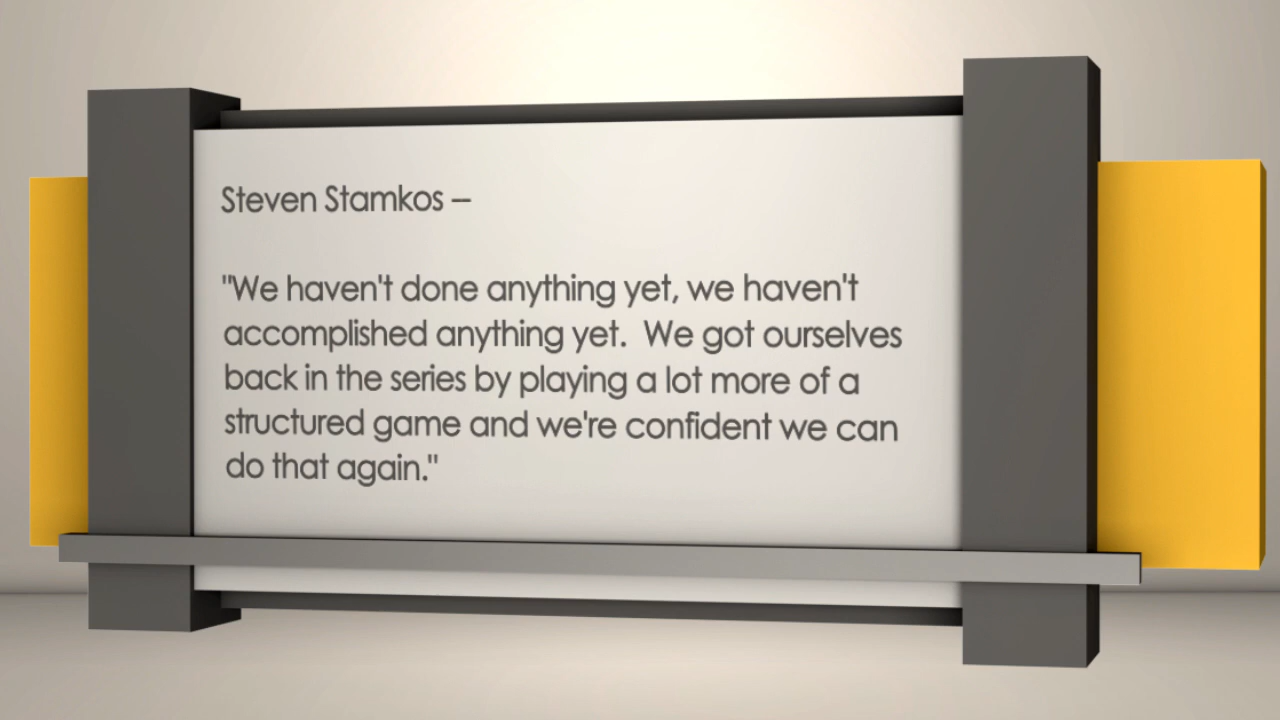 Steven Stamkos –
"We haven't done anything yet, we haven't
accomplished anything yet.  We got ourselves
back in the series by playing a lot more of a
structured game and we're confident we can
do that again."